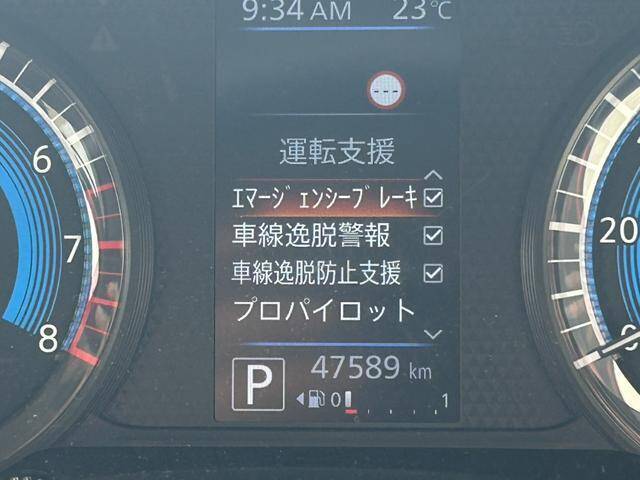 9:34 AM 23℃
---
運転支援
エマージェンシーブレーキ
車線逸脱警報
車線逸脱防止支援
プロパイロット
P 47589 km
0 1
6
7
8
20